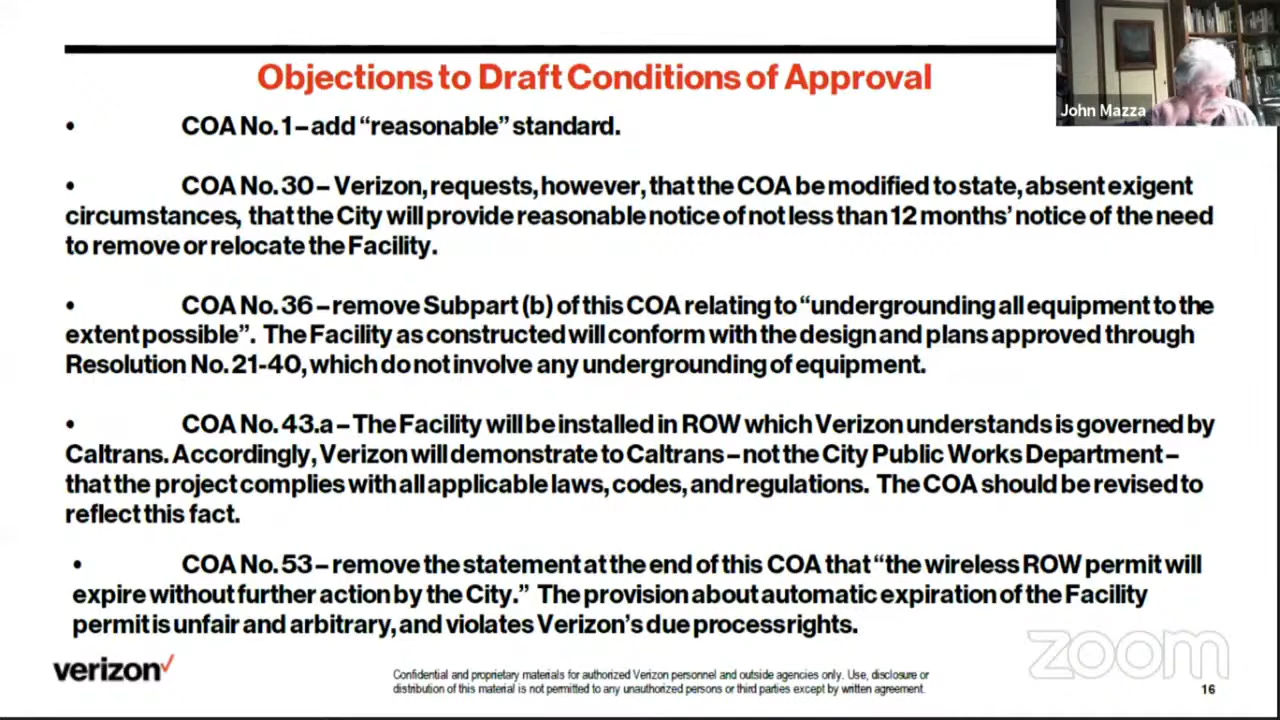 Objections to Draft Conditions of Approval
John Mazza
• COA No. 1 – add “reasonable” standard.
• COA No. 30 – Verizon, requests, however, that the COA be modified to state, absent exigent
circumstances, that the City will provide reasonable notice of not less than 12 months’ notice of the need
to remove or relocate the Facility.
• COA No. 36 – remove Subpart (b) of this COA relating to “undergrounding all equipment to the
extent possible”. The Facility as constructed will conform with the design and plans approved through
Resolution No. 21-40, which do not involve any undergrounding of equipment.
• COA No. 43.a – The Facility will be installed in ROW which Verizon understands is governed by
Caltrans. Accordingly, Verizon will demonstrate to Caltrans – not the City Public Works Department –
that the project complies with all applicable laws, codes, and regulations. The COA should be revised to
reflect this fact.
• COA No. 53 – remove the statement at the end of this COA that “the wireless ROW permit will
expire without further action by the City.” The provision about automatic expiration of the Facility
permit is unfair and arbitrary, and violates Verizon’s due process rights.
zoom
verizon
Confidential and proprietary materials for authorized Verizon personnel and outside agencies only. Use, disclosure or
distribution of this material is not permitted to any unauthorized persons or third parties except by written agreement.
16